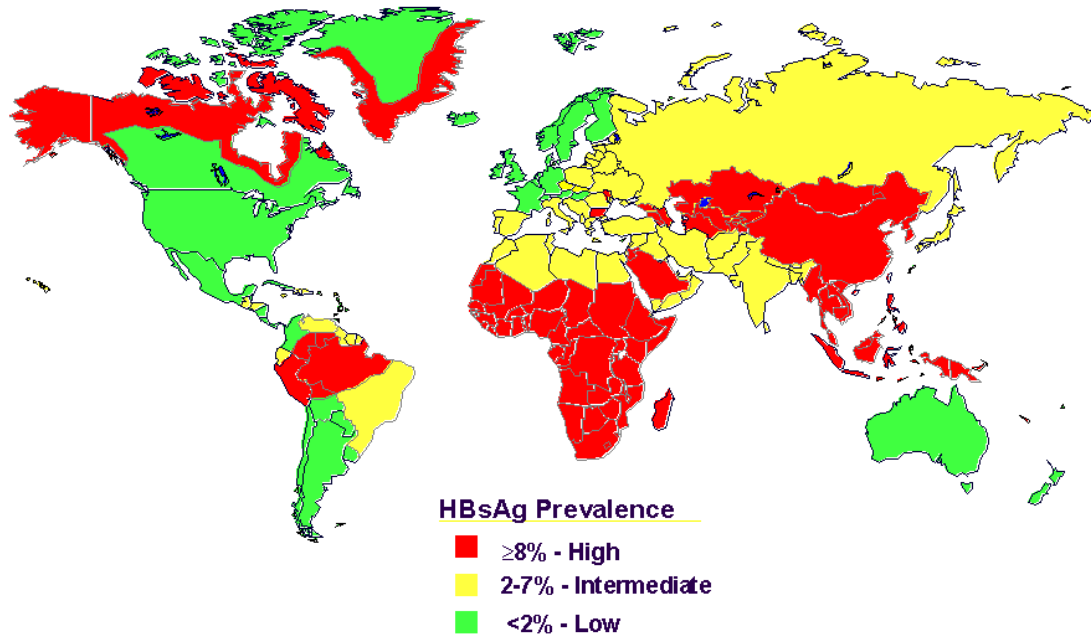 HBsAg Prevalence
≥8% - High
2-7% - Intermediate
<2% - Low